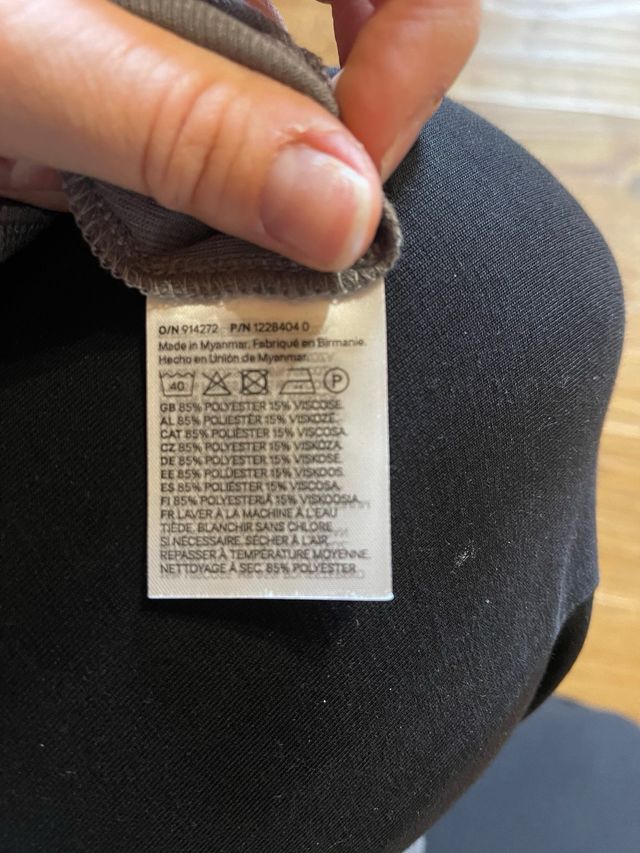 O/N 914272 P/N 1228404 0
Made in Myanmar. Fabriqué en Birmanie.
Hecho en Unión de Myanmar.
40 P
GB 85% POLYESTER 15% VISCOSE.
AL 85% POLIESTËR 15% VISKOZË.
CAT 85% POLIÈSTER 15% VISCOSA.
CZ 85% POLYESTER 15% VISKÓZA.
DE 85% POLYESTER 15% VISKOSE.
EE 85% POLÜESTER 15% VISKOOS.
ES 85% POLIÉSTER 15% VISCOSA.
FI 85% POLYESTERIÄ 15% VISKOOSIA.
FR LAVER À LA MACHINE À L'EAU
TIÈDE. BLANCHIR SANS CHLORE
SI NÉCESSAIRE. SÉCHER À L'AIR.
REPASSER À TEMPÉRATURE MOYENNE.
NETTOYAGE À SEC. 85% POLYESTER